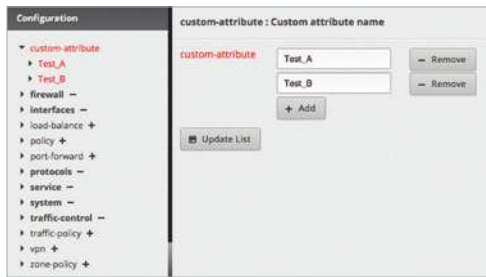 Configuration
custom-attribute
Test_A
Test_B
firewall −
interfaces −
load-balance +
policy +
port-forward +
protocols −
service −
system −
traffic-control −
traffic-policy +
vpn +
zone-policy +
custom-attribute : Custom attribute name
custom-attribute Test_A − Remove
Test_B − Remove
+ Add
Update List